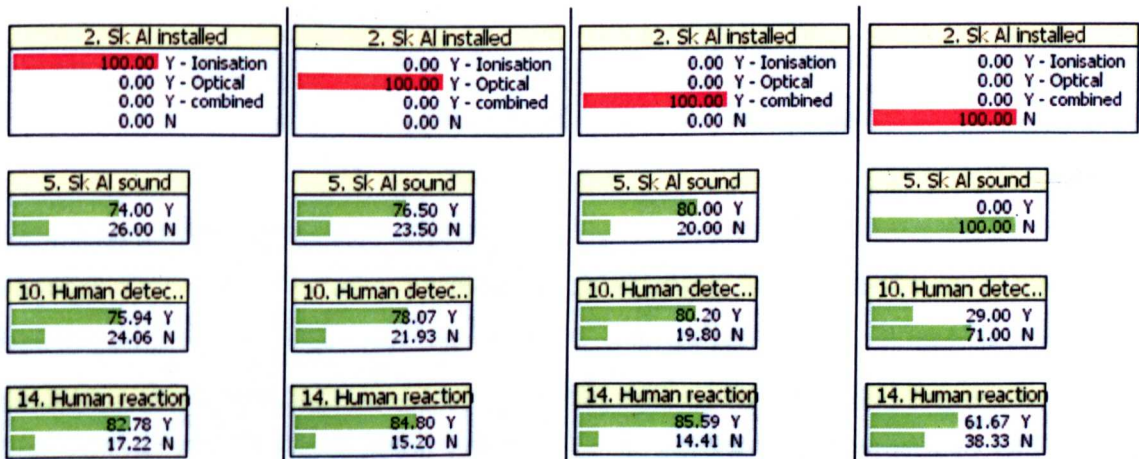 2. Sk Al installed
100.00 Y - Ionisation
0.00 Y - Optical
0.00 Y - combined
0.00 N
5. Sk Al sound
74.00 Y
26.00 N
10. Human detec..
75.94 Y
24.06 N
14. Human reaction
82.78 Y
17.22 N
2. Sk Al installed
0.00 Y - Ionisation
100.00 Y - Optical
0.00 Y - combined
0.00 N
5. Sk Al sound
76.50 Y
23.50 N
10. Human detec..
78.07 Y
21.93 N
14. Human reaction
84.80 Y
15.20 N
2. Sk Al installed
0.00 Y - Ionisation
0.00 Y - Optical
100.00 Y - combined
0.00 N
5. Sk Al sound
80.00 Y
20.00 N
10. Human detec..
80.20 Y
19.80 N
14. Human reaction
85.59 Y
14.41 N
2. Sk Al installed
0.00 Y - Ionisation
0.00 Y - Optical
0.00 Y - combined
100.00 N
5. Sk Al sound
0.00 Y
100.00 N
10. Human detec..
29.00 Y
71.00 N
14. Human reaction
61.67 Y
38.33 N